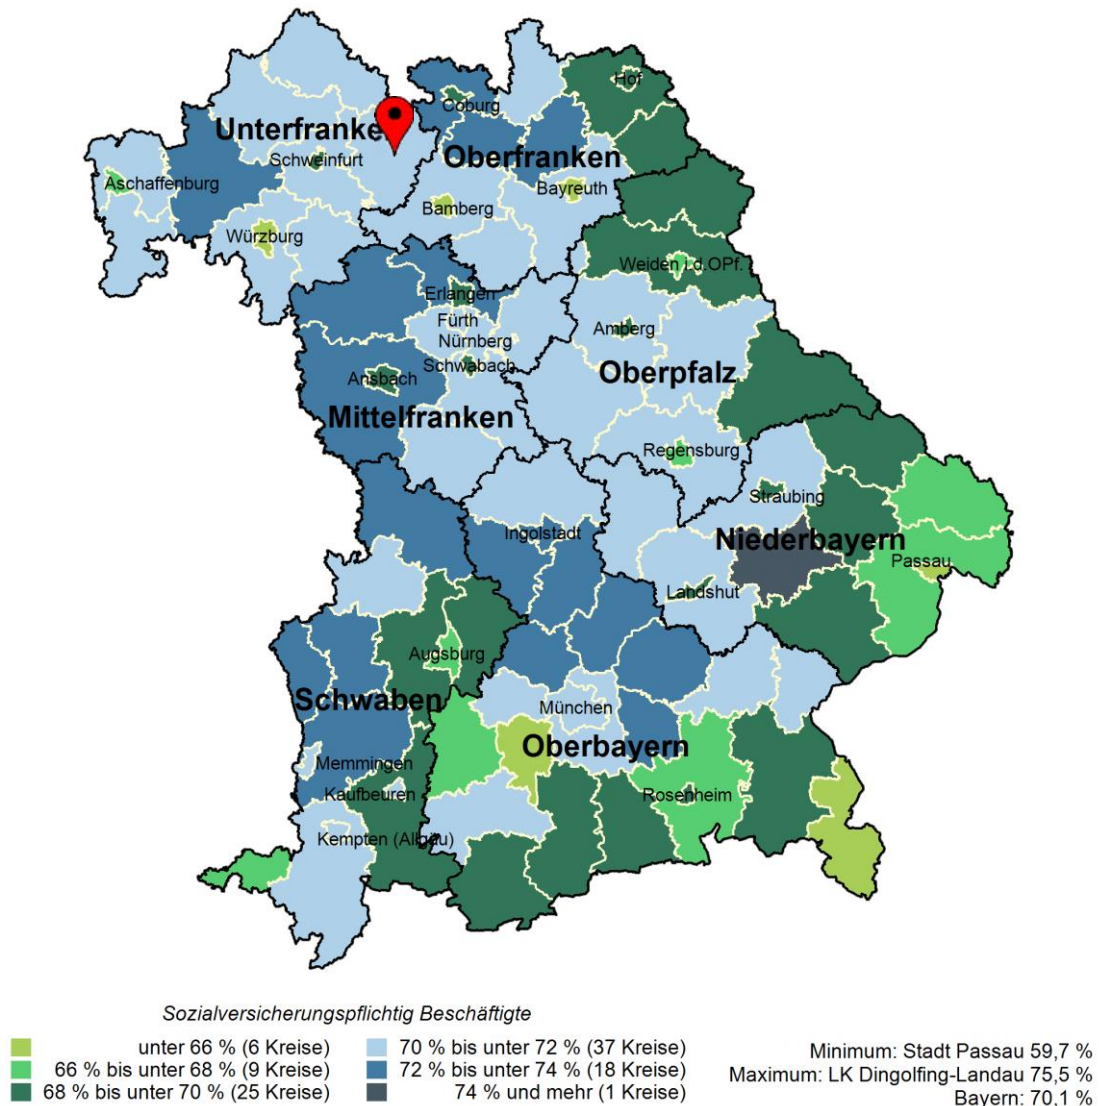 Hof
Coburg
Unterfranken
Schweinfurt
Oberfranken
Aschaffenburg
Bayreuth
Bamberg
Würzburg
Weiden i.d.OPf.
Erlangen
Fürth
Amberg
Nürnberg
Schwabach
Oberpfalz
Ansbach
Mittelfranken
Regensburg
Straubing
Ingolstadt
Niederbayern
Passau
Landshut
Augsburg
Schwaben
München
Oberbayern
Memmingen
Kaufbeuren
Rosenheim
Kempten (Allgäu)
Sozialversicherungspflichtig Beschäftigte
unter 66 % (6 Kreise)
66 % bis unter 68 % (9 Kreise)
68 % bis unter 70 % (25 Kreise)
70 % bis unter 72 % (37 Kreise)
72 % bis unter 74 % (18 Kreise)
74 % und mehr (1 Kreise)
Minimum: Stadt Passau 59,7 %
Maximum: LK Dingolfing-Landau 75,5 %
Bayern: 70,1 %